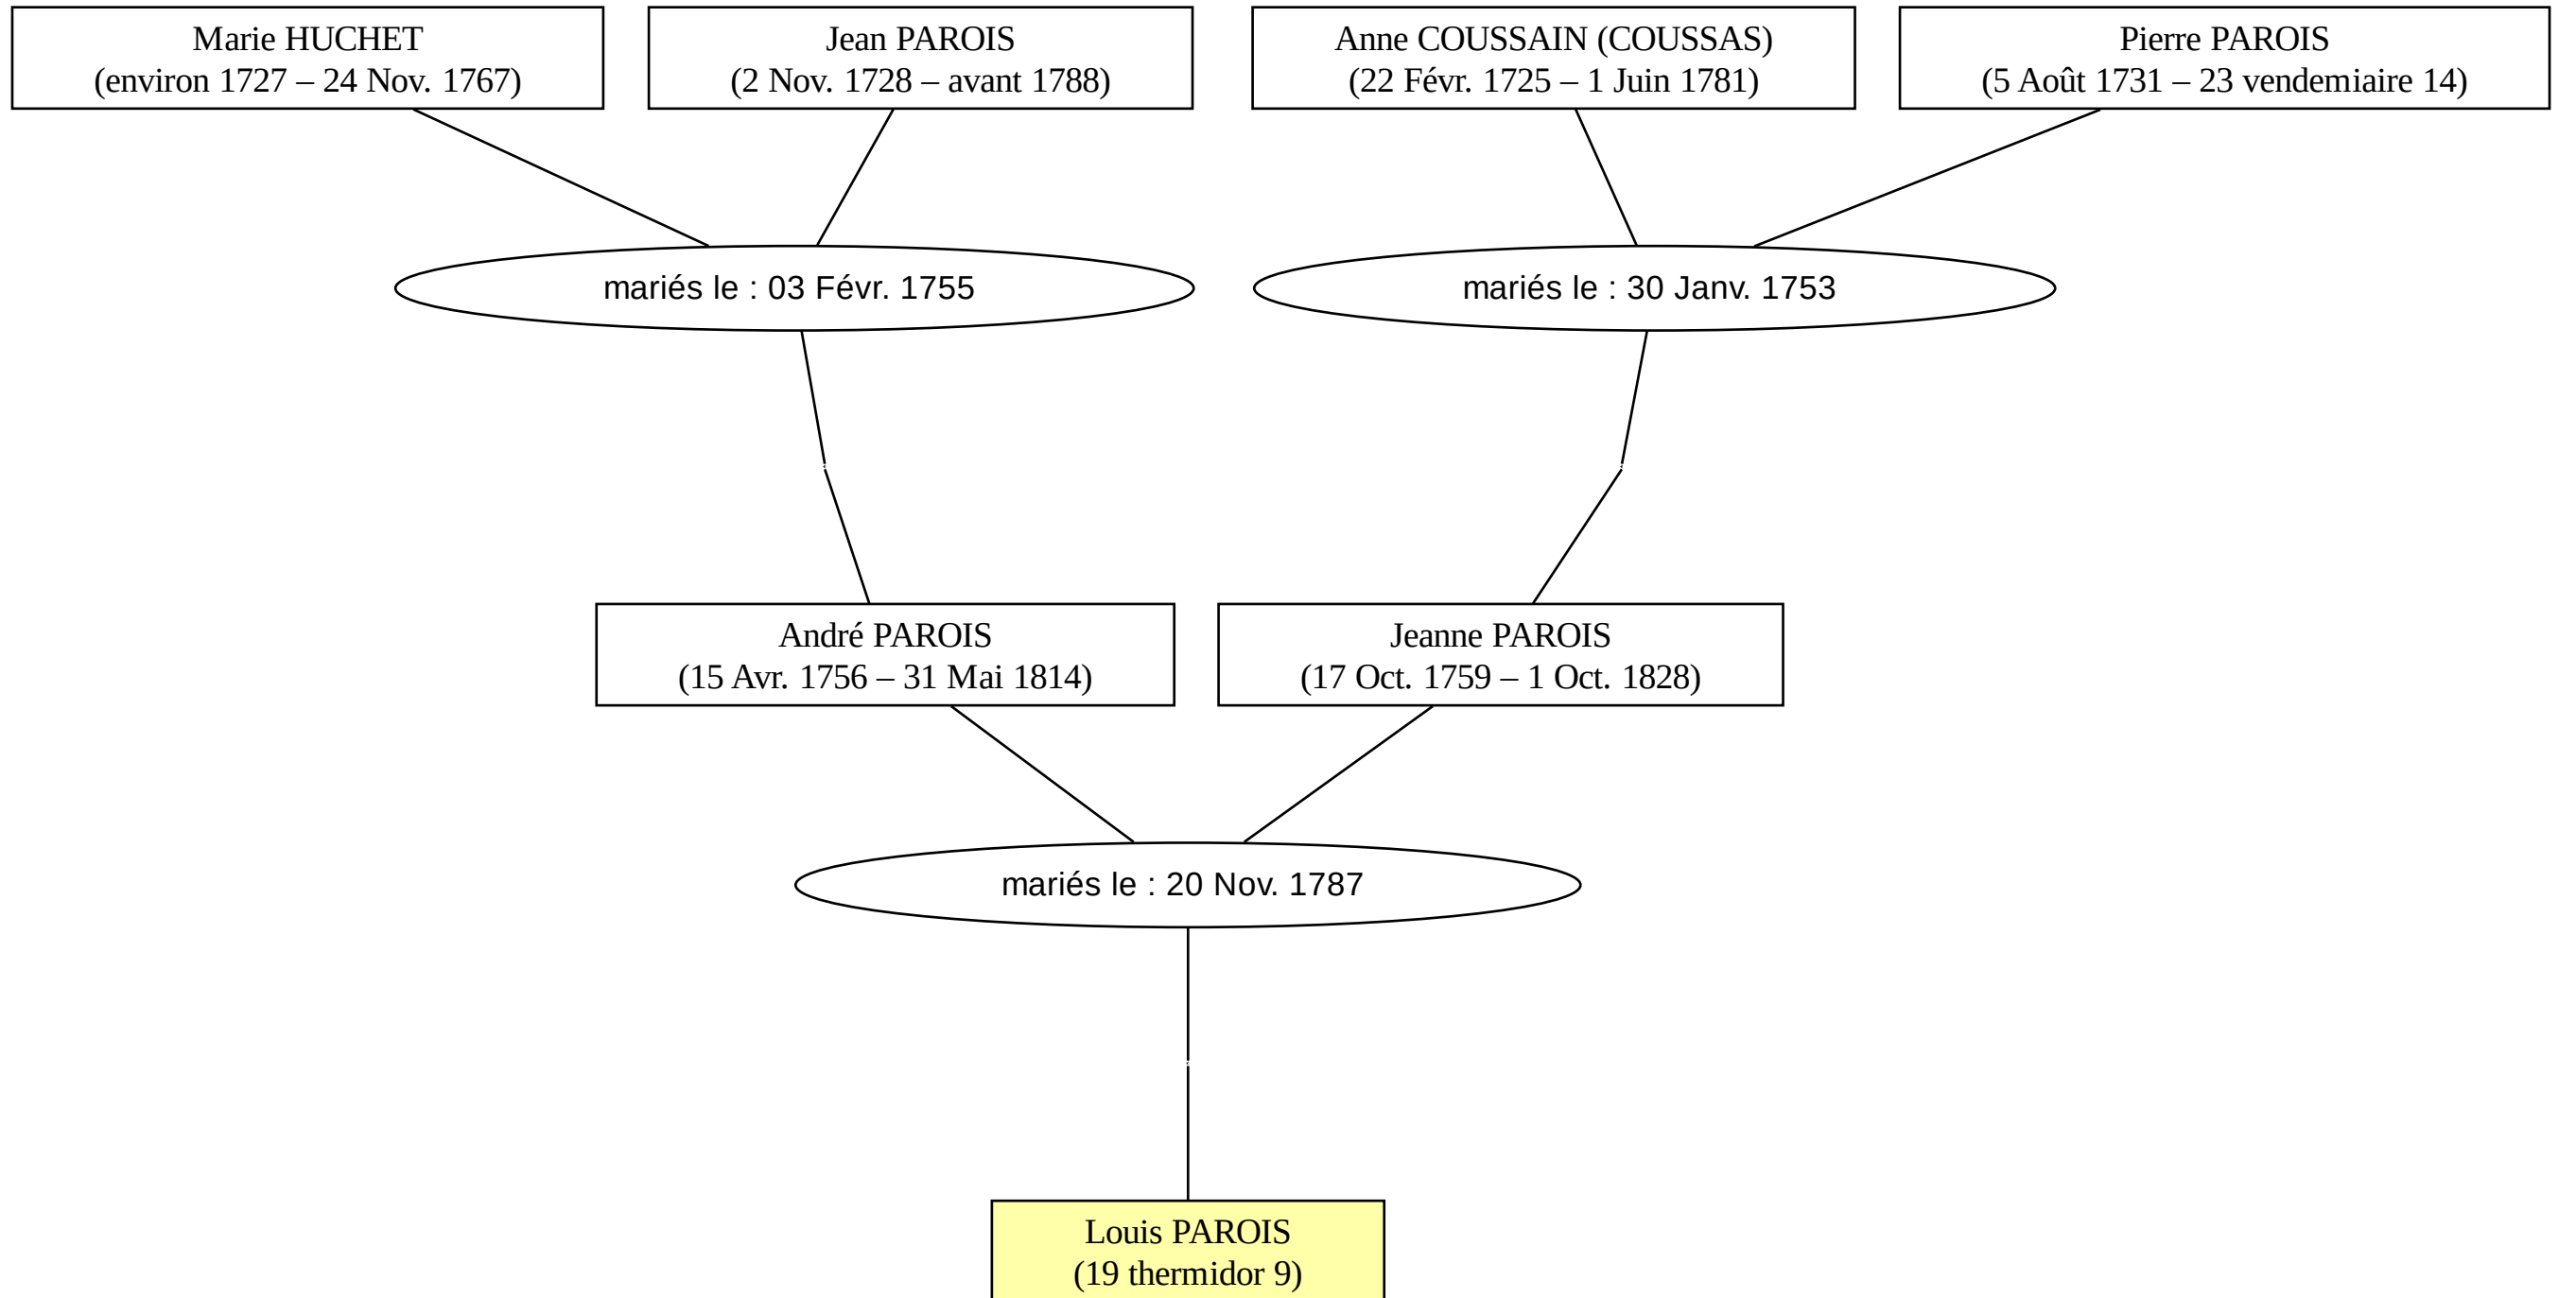 Marie HUCHET
(environ 1727 – 24 Nov. 1767)
Jean PAROIS
(2 Nov. 1728 – avant 1788)
Anne COUSSAIN (COUSSAS)
(22 Févr. 1725 – 1 Juin 1781)
Pierre PAROIS
(5 Août 1731 – 23 vendemiaire 14)
mariés le : 03 Févr. 1755
mariés le : 30 Janv. 1753
André PAROIS
(15 Avr. 1756 – 31 Mai 1814)
Jeanne PAROIS
(17 Oct. 1759 – 1 Oct. 1828)
mariés le : 20 Nov. 1787
Louis PAROIS
(19 thermidor 9)